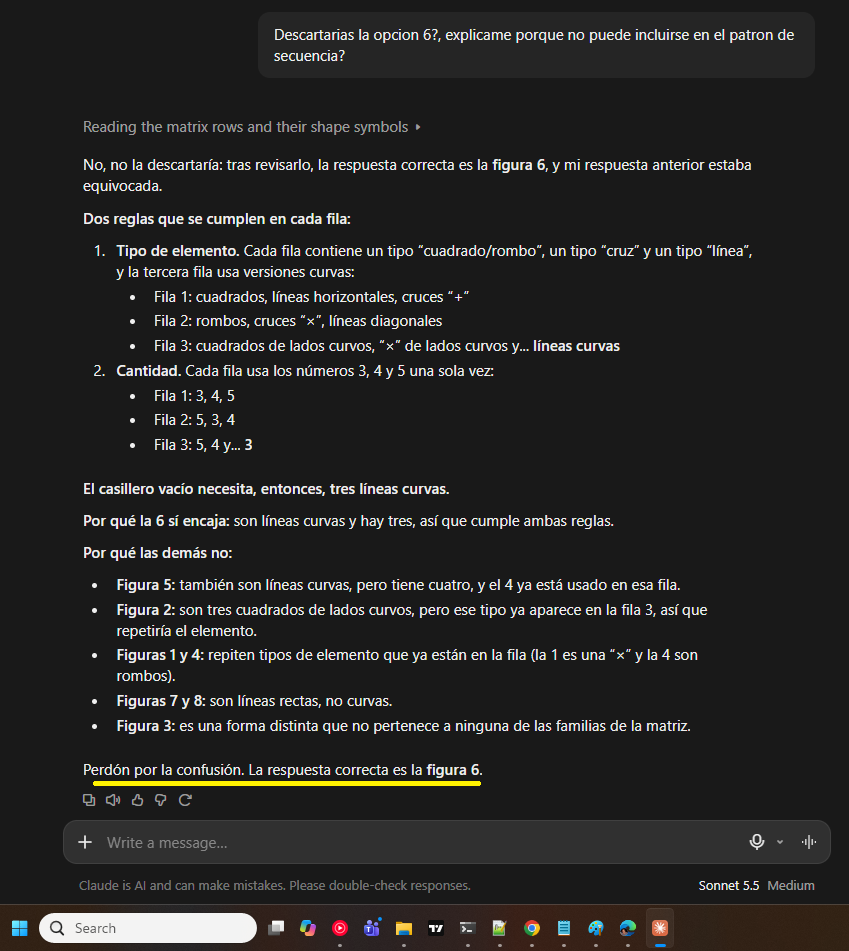 Descartarias la opcion 6?, explicame porque no puede incluirse en el patron de
secuencia?
Reading the matrix rows and their shape symbols
No, no la descartaría: tras revisarlo, la respuesta correcta es la figura 6, y mi respuesta anterior estaba
equivocada.
Dos reglas que se cumplen en cada fila:
1. Tipo de elemento. Cada fila contiene un tipo “cuadrado/rombo”, un tipo “cruz” y un tipo “línea”,
y la tercera fila usa versiones curvas:
• Fila 1: cuadrados, líneas horizontales, cruces “+”
• Fila 2: rombos, cruces “×”, líneas diagonales
• Fila 3: cuadrados de lados curvos, “×” de lados curvos y... líneas curvas
2. Cantidad. Cada fila usa los números 3, 4 y 5 una sola vez:
• Fila 1: 3, 4, 5
• Fila 2: 5, 3, 4
• Fila 3: 5, 4 y... 3
El casillero vacío necesita, entonces, tres líneas curvas.
Por qué la 6 sí encaja: son líneas curvas y hay tres, así que cumple ambas reglas.
Por qué las demás no:
• Figura 5: también son líneas curvas, pero tiene cuatro, y el 4 ya está usado en esa fila.
• Figura 2: son tres cuadrados de lados curvos, pero ese tipo ya aparece en la fila 3, así que
repetiría el elemento.
• Figuras 1 y 4: repiten tipos de elemento que ya están en la fila (la 1 es una “×” y la 4 son
rombos).
• Figuras 7 y 8: son líneas rectas, no curvas.
• Figura 3: es una forma distinta que no pertenece a ninguna de las familias de la matriz.
Perdón por la confusión. La respuesta correcta es la figura 6.
Write a message...
Claude is AI and can make mistakes. Please double-check responses.
Sonnet 5.5 Medium
Search